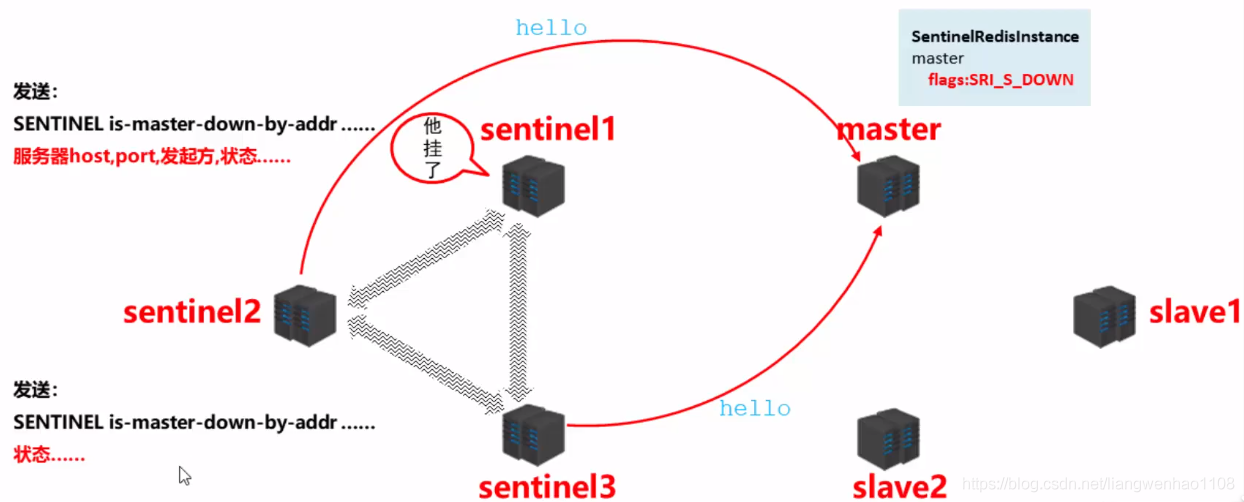 hello
SentinelRedisInstance
master
flags:SRI_S_DOWN
发送：
SENTINEL is-master-down-by-addr ……
服务器host,port,发起方,状态……
他
挂
了
sentinel1
master
sentinel2
slave1
发送：
SENTINEL is-master-down-by-addr ……
状态……
hello
sentinel3
slave2
https://blog.csdn.net/liangwenhao1108